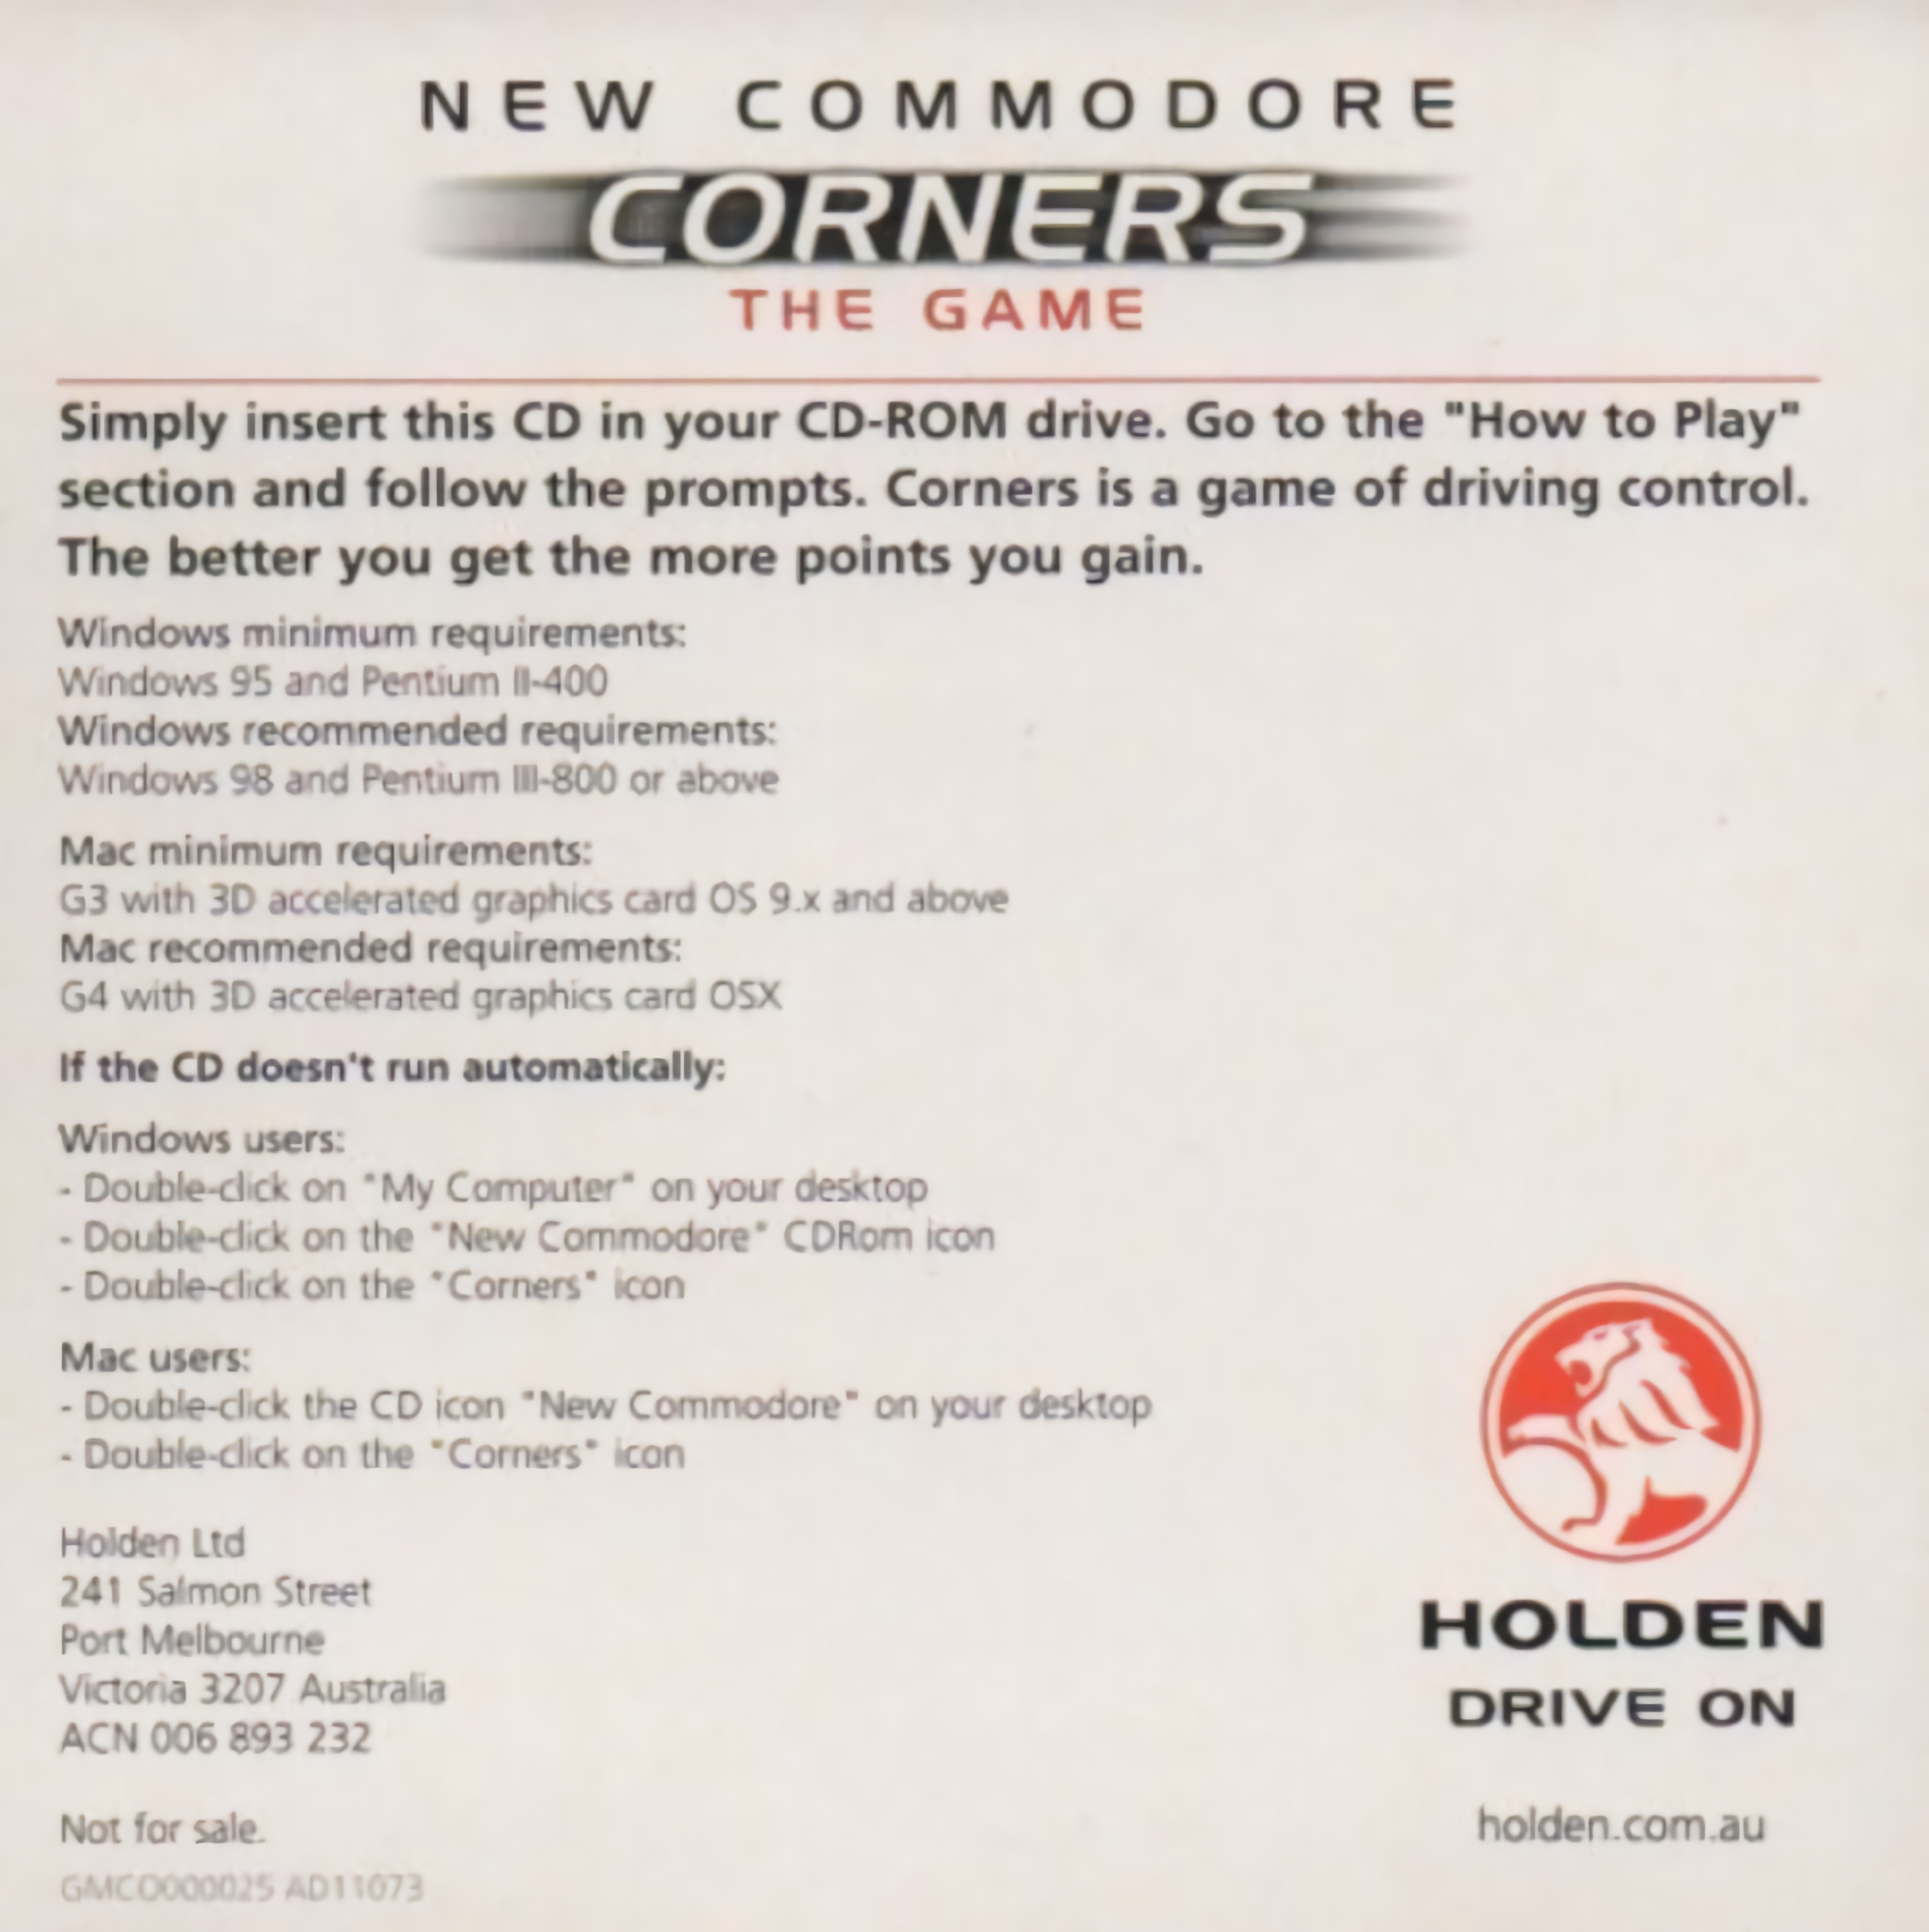 NEW COMMODORE
CORNERS
THE GAME
Simply insert this CD in your CD-ROM drive. Go to the "How to Play"
section and follow the prompts. Corners is a game of driving control.
The better you get the more points you gain.
Windows minimum requirements:
Windows 95 and Pentium II-400
Windows recommended requirements:
Windows 98 and Pentium III-800 or above
Mac minimum requirements:
G3 with 3D accelerated graphics card OS 9.x and above
Mac recommended requirements:
G4 with 3D accelerated graphics card OSX
If the CD doesn't run automatically:
Windows users:
- Double-click on "My Computer" on your desktop
- Double-click on the "New Commodore" CDRom icon
- Double-click on the "Corners" icon
Mac users:
- Double-click the CD icon "New Commodore" on your desktop
- Double-click on the "Corners" icon
Holden Ltd
241 Salmon Street
Port Melbourne
Victoria 3207 Australia
ACN 006 893 232
Not for sale.
GMCO000025 AD11073
HOLDEN
DRIVE ON
holden.com.au